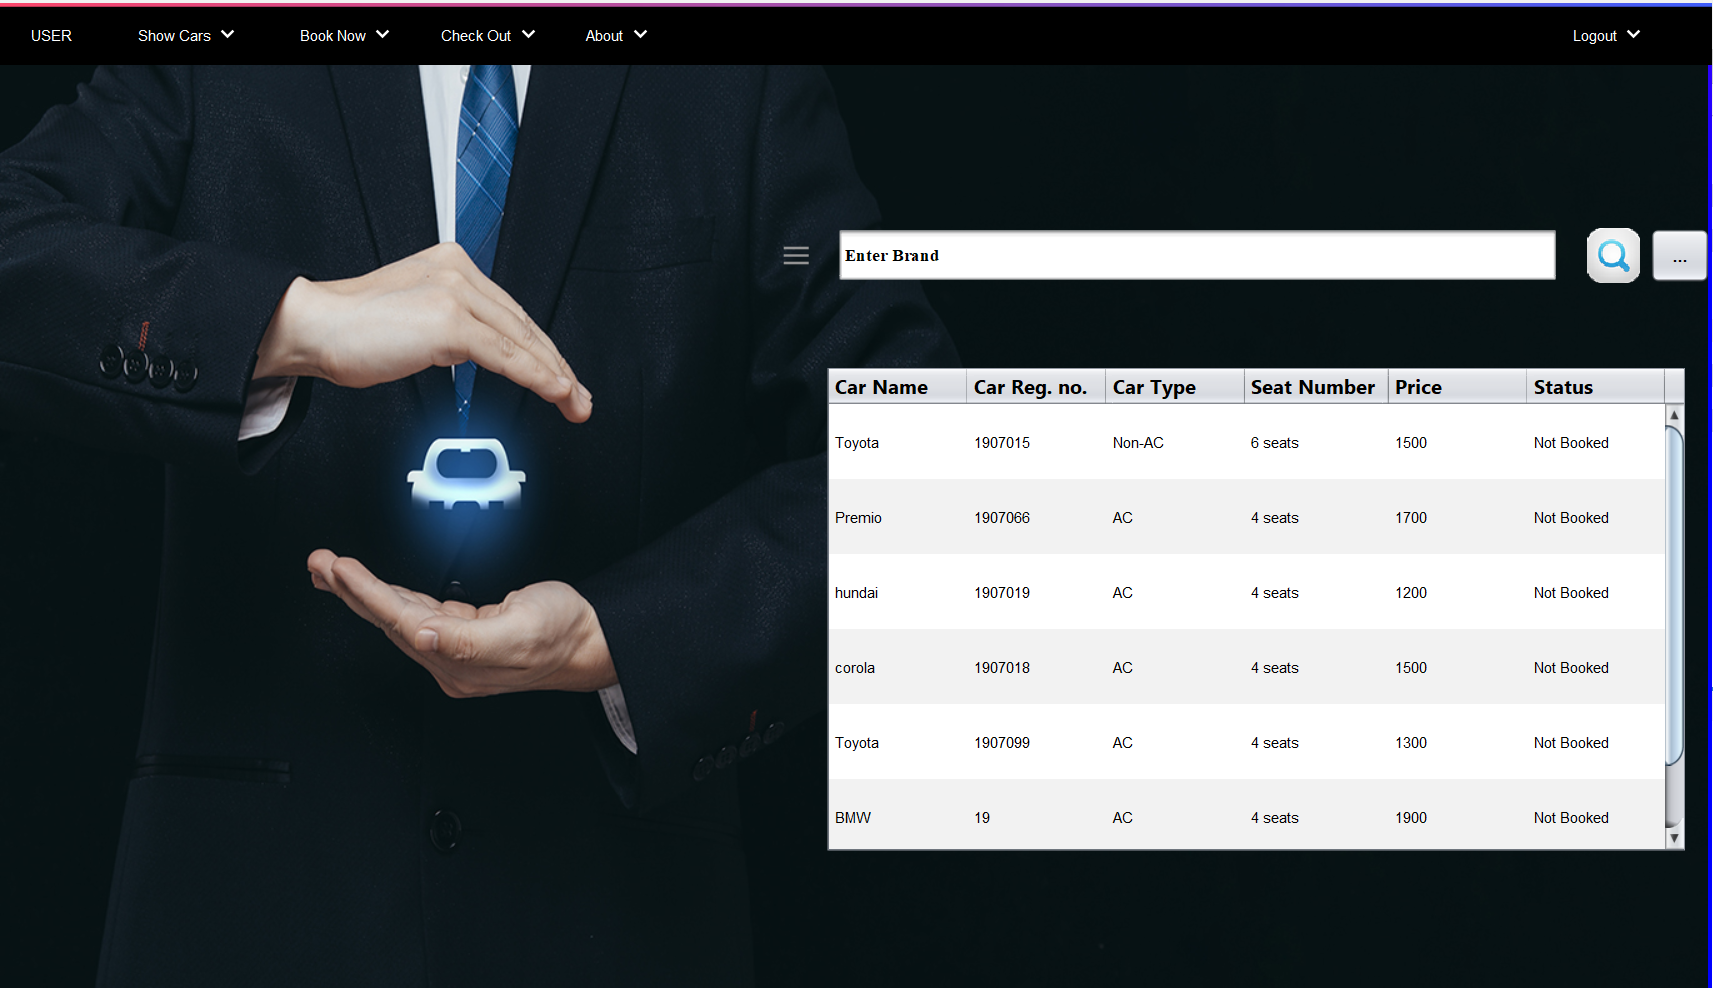 USER Show Cars Book Now Check Out About Logout
Enter Brand ...
Car Name Car Reg. no. Car Type Seat Number Price Status
Toyota 1907015 Non-AC 6 seats 1500 Not Booked
Premio 1907066 AC 4 seats 1700 Not Booked
hundai 1907019 AC 4 seats 1200 Not Booked
corola 1907018 AC 4 seats 1500 Not Booked
Toyota 1907099 AC 4 seats 1300 Not Booked
BMW 19 AC 4 seats 1900 Not Booked